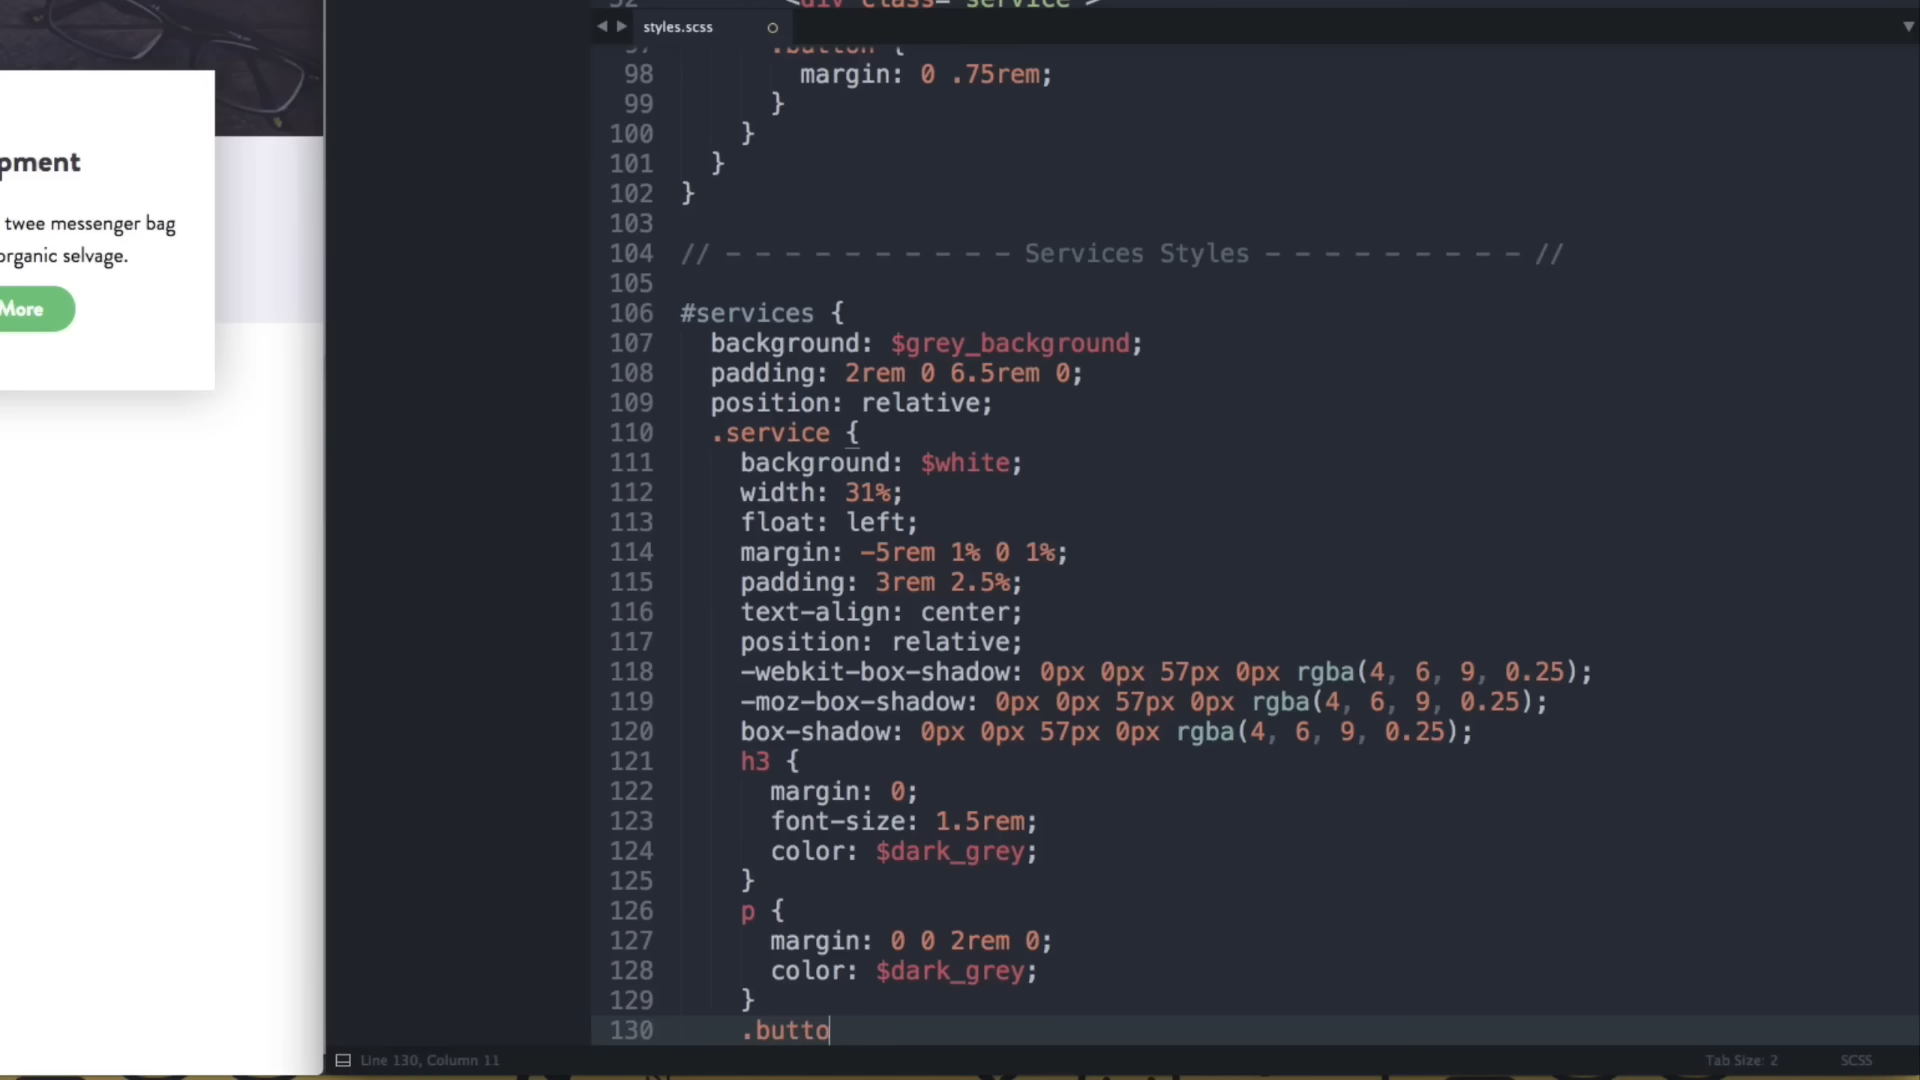 52 <div class="service">
styles.scss
97 .button {
98 margin: 0 .75rem;
99 }
100 }
101 }
102 }
103
104 // - - - - - - - - - - Services Styles - - - - - - - - - //
105
106 #services {
107 background: $grey_background;
108 padding: 2rem 0 6.5rem 0;
109 position: relative;
110 .service {
111 background: $white;
112 width: 31%;
113 float: left;
114 margin: -5rem 1% 0 1%;
115 padding: 3rem 2.5%;
116 text-align: center;
117 position: relative;
118 -webkit-box-shadow: 0px 0px 57px 0px rgba(4, 6, 9, 0.25);
119 -moz-box-shadow: 0px 0px 57px 0px rgba(4, 6, 9, 0.25);
120 box-shadow: 0px 0px 57px 0px rgba(4, 6, 9, 0.25);
121 h3 {
122 margin: 0;
123 font-size: 1.5rem;
124 color: $dark_grey;
125 }
126 p {
127 margin: 0 0 2rem 0;
128 color: $dark_grey;
129 }
130 .butto
pment
twee messenger bag
organic selvage.
More
Line 130, Column 11
Tab Size: 2
SCSS